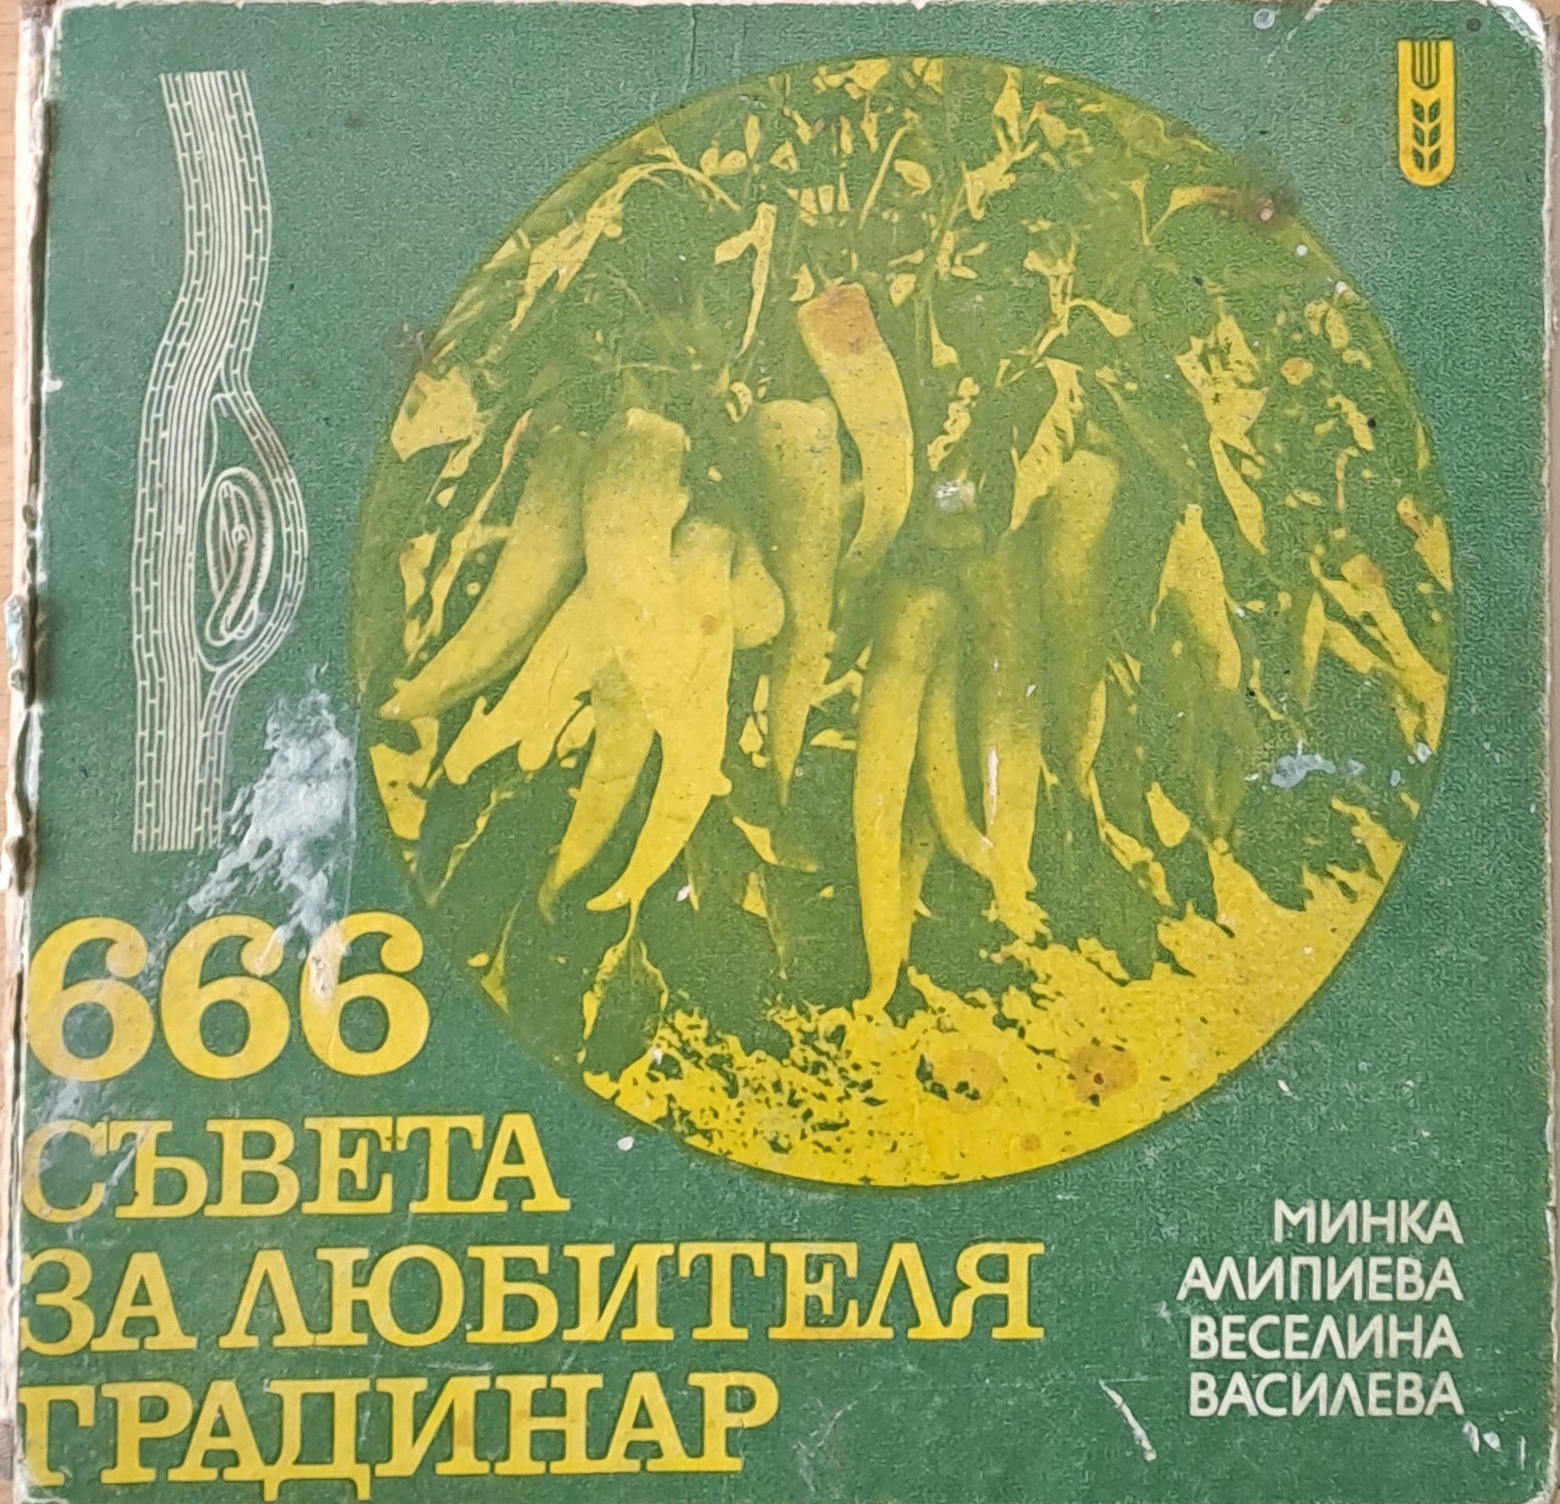 666
СЪВЕТА
ЗА ЛЮБИТЕЛЯ
ГРАДИНАР
МИНКА
АЛИПИЕВА
ВЕСЕЛИНА
ВАСИЛЕВА